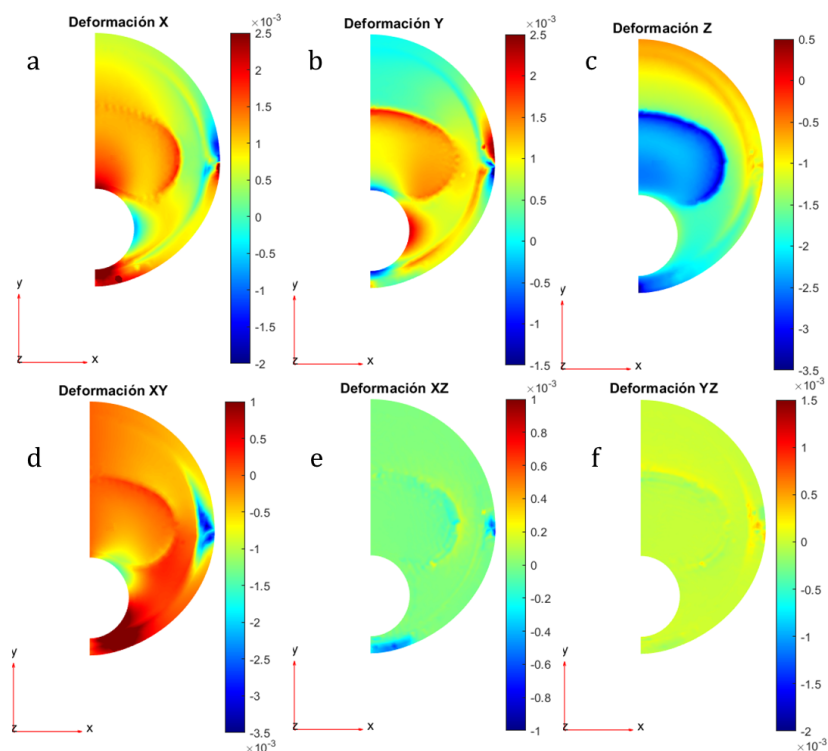 ×10⁻³
Deformación X
a
2.5
2
1.5
1
0.5
0
-0.5
-1
-1.5
-2
y
z
x
×10⁻³
Deformación Y
b
2.5
2
1.5
1
0.5
0
-0.5
-1
-1.5
y
z
x
×10⁻³
Deformación Z
c
0.5
0
-0.5
-1
-1.5
-2
-2.5
-3
-3.5
y
z
x
Deformación XY
d
1
0.5
0
-0.5
-1
-1.5
-2
-2.5
-3
-3.5
×10⁻³
y
z
x
×10⁻³
Deformación XZ
e
1
0.8
0.6
0.4
0.2
0
-0.2
-0.4
-0.6
-0.8
-1
y
z
x
×10⁻³
Deformación YZ
f
1.5
1
0.5
0
-0.5
-1
-1.5
-2
×10⁻³
y
z
x